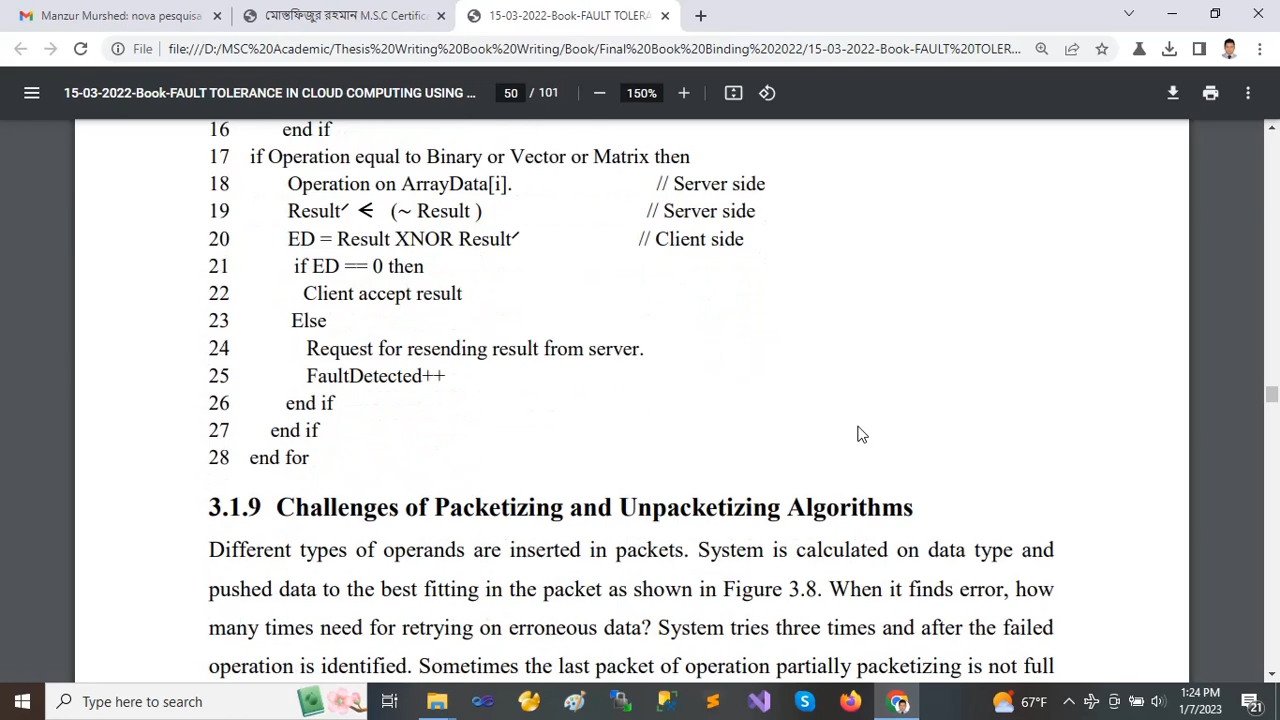 Manzur Murshed: nova pesquisa
মোস্তাফিজুর রহমান M.S.C Certific
15-03-2022-Book-FAULT TOLERA
File
file:///D:/MSC%20Academic/Thesis%20Writing%20Book%20Writing/Book/Final%20Book%20Binding%202022/15-03-2022-Book-FAULT%20TOLER...
15-03-2022-Book-FAULT TOLERANCE IN CLOUD COMPUTING USING ...
50 / 101
150%
16 end if
17 if Operation equal to Binary or Vector or Matrix then
18 Operation on ArrayData[i]. // Server side
19 Result′ < (~ Result ) // Server side
20 ED = Result XNOR Result′ // Client side
21 if ED == 0 then
22 Client accept result
23 Else
24 Request for resending result from server.
25 FaultDetected++
26 end if
27 end if
28 end for
3.1.9 Challenges of Packetizing and Unpacketizing Algorithms
Different types of operands are inserted in packets. System is calculated on data type and
pushed data to the best fitting in the packet as shown in Figure 3.8. When it finds error, how
many times need for retrying on erroneous data? System tries three times and after the failed
operation is identified. Sometimes the last packet of operation partially packetizing is not full
Type here to search
67°F
1:24 PM
1/7/2023
21